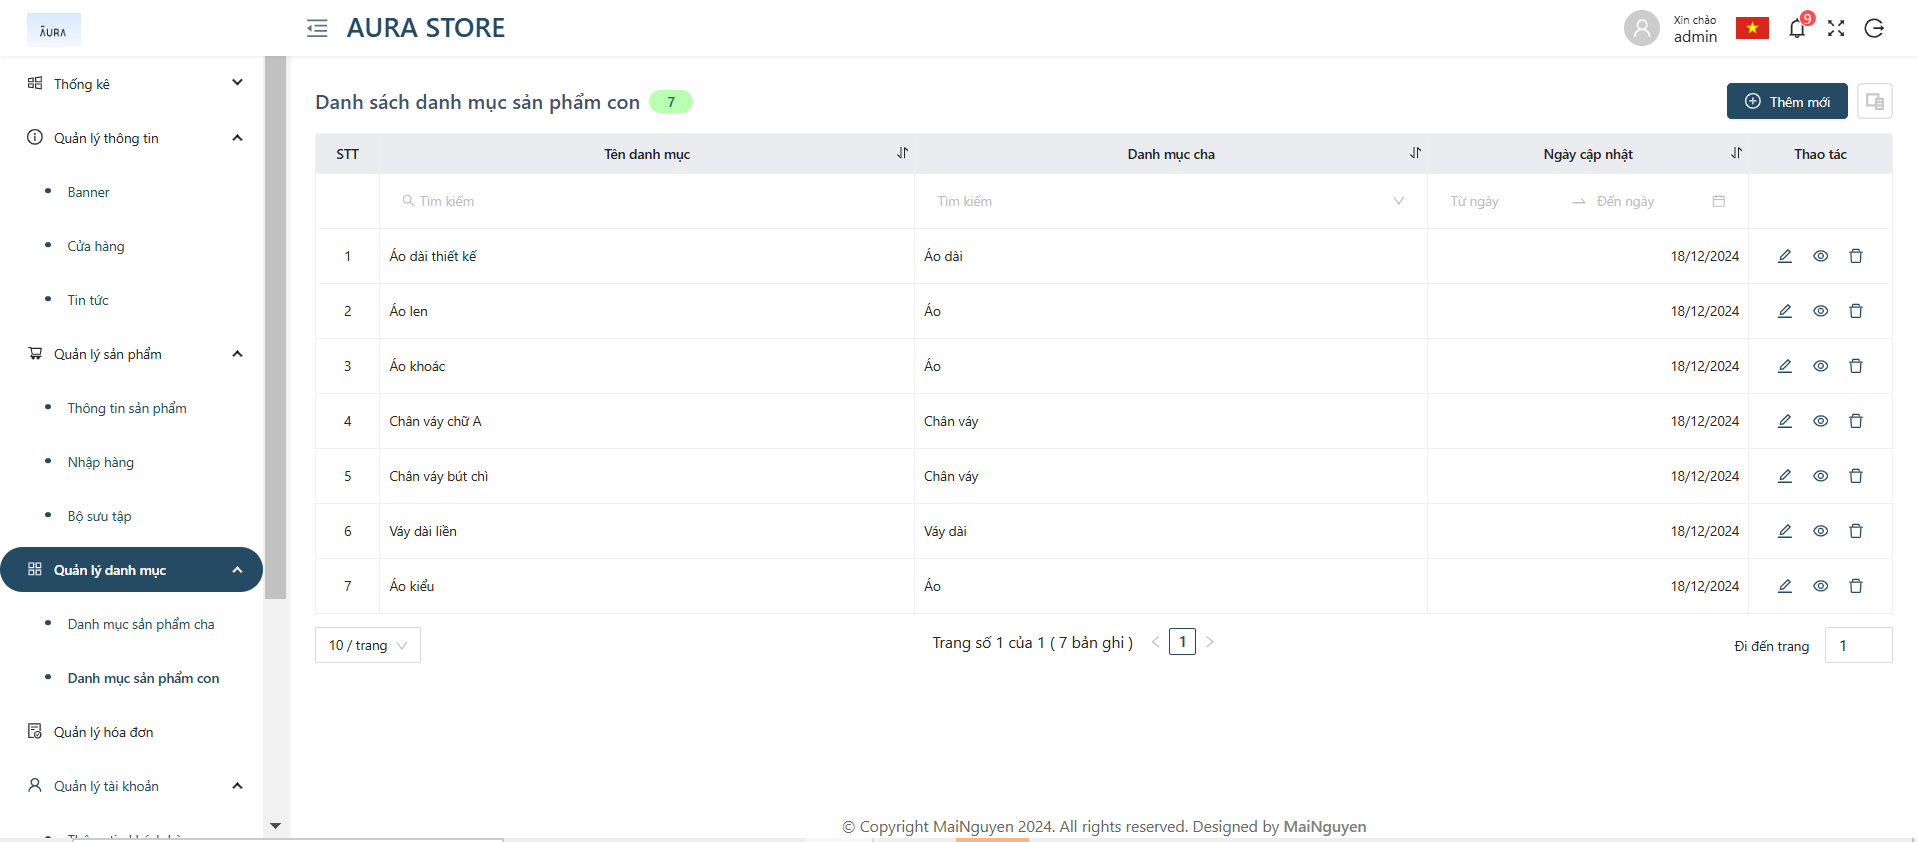 ĀURA
AURA STORE
Xin chào
admin
9
Thống kê
Quản lý thông tin
Banner
Cửa hàng
Tin tức
Quản lý sản phẩm
Thông tin sản phẩm
Nhập hàng
Bộ sưu tập
Quản lý danh mục
Danh mục sản phẩm cha
Danh mục sản phẩm con
Quản lý hóa đơn
Quản lý tài khoản
Danh sách danh mục sản phẩm con 7
Thêm mới
STT Tên danh mục Danh mục cha Ngày cập nhật Thao tác
Tìm kiếm Tìm kiếm Từ ngày Đến ngày
1 Áo dài thiết kế Áo dài 18/12/2024
2 Áo len Áo 18/12/2024
3 Áo khoác Áo 18/12/2024
4 Chân váy chữ A Chân váy 18/12/2024
5 Chân váy bút chì Chân váy 18/12/2024
6 Váy dài liền Váy dài 18/12/2024
7 Áo kiểu Áo 18/12/2024
10 / trang Trang số 1 của 1 ( 7 bản ghi ) 1 Đi đến trang 1
© Copyright MaiNguyen 2024. All rights reserved. Designed by MaiNguyen